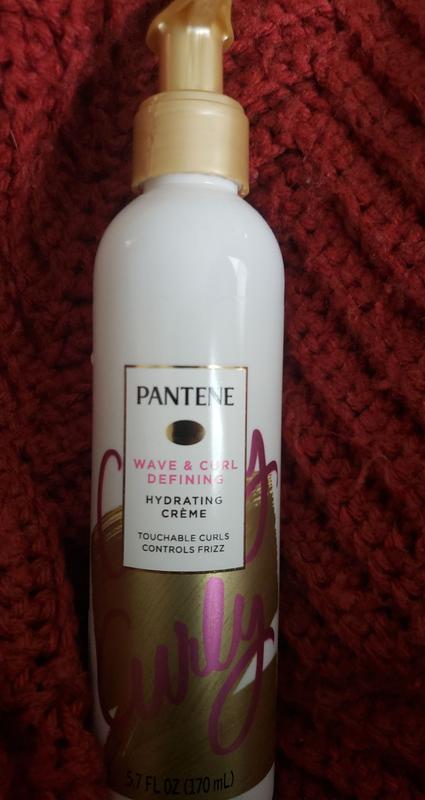 PANTENE
WAVE & CURL
DEFINING
HYDRATING
CRÈME
TOUCHABLE CURLS
CONTROLS FRIZZ
Curly
5.7 FL OZ (170 mL)